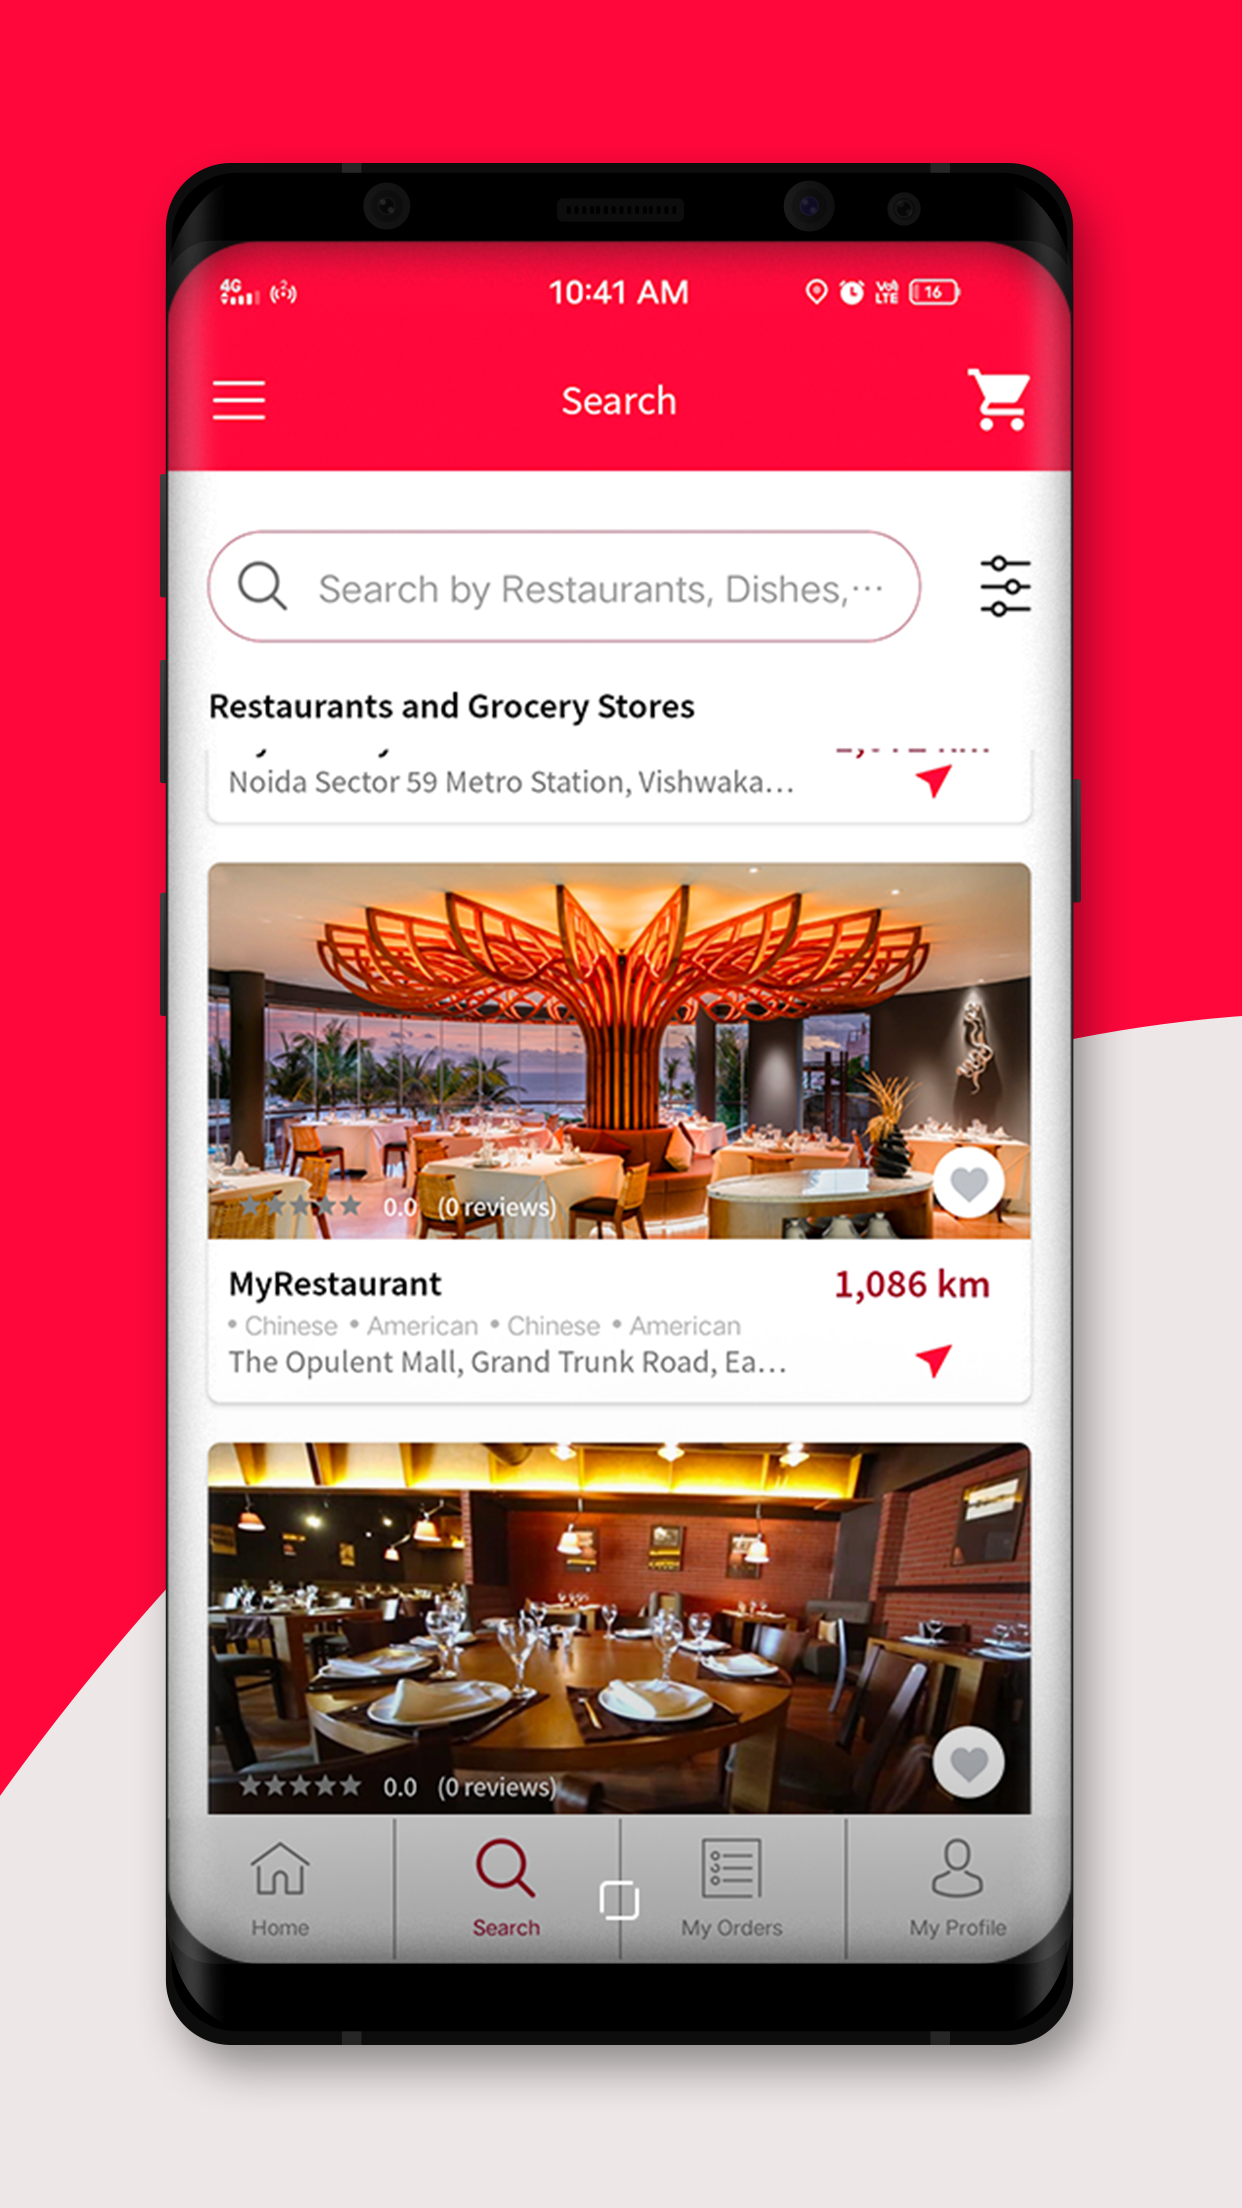 4G
10:41 AM
Vo)) LTE
16
Search
Search by Restaurants, Dishes,...
Restaurants and Grocery Stores
Noida Sector 59 Metro Station, Vishwaka...
0.0 (0 reviews)
MyRestaurant
1,086 km
• Chinese • American • Chinese • American
The Opulent Mall, Grand Trunk Road, Ea...
0.0 (0 reviews)
Home
Search
My Orders
My Profile